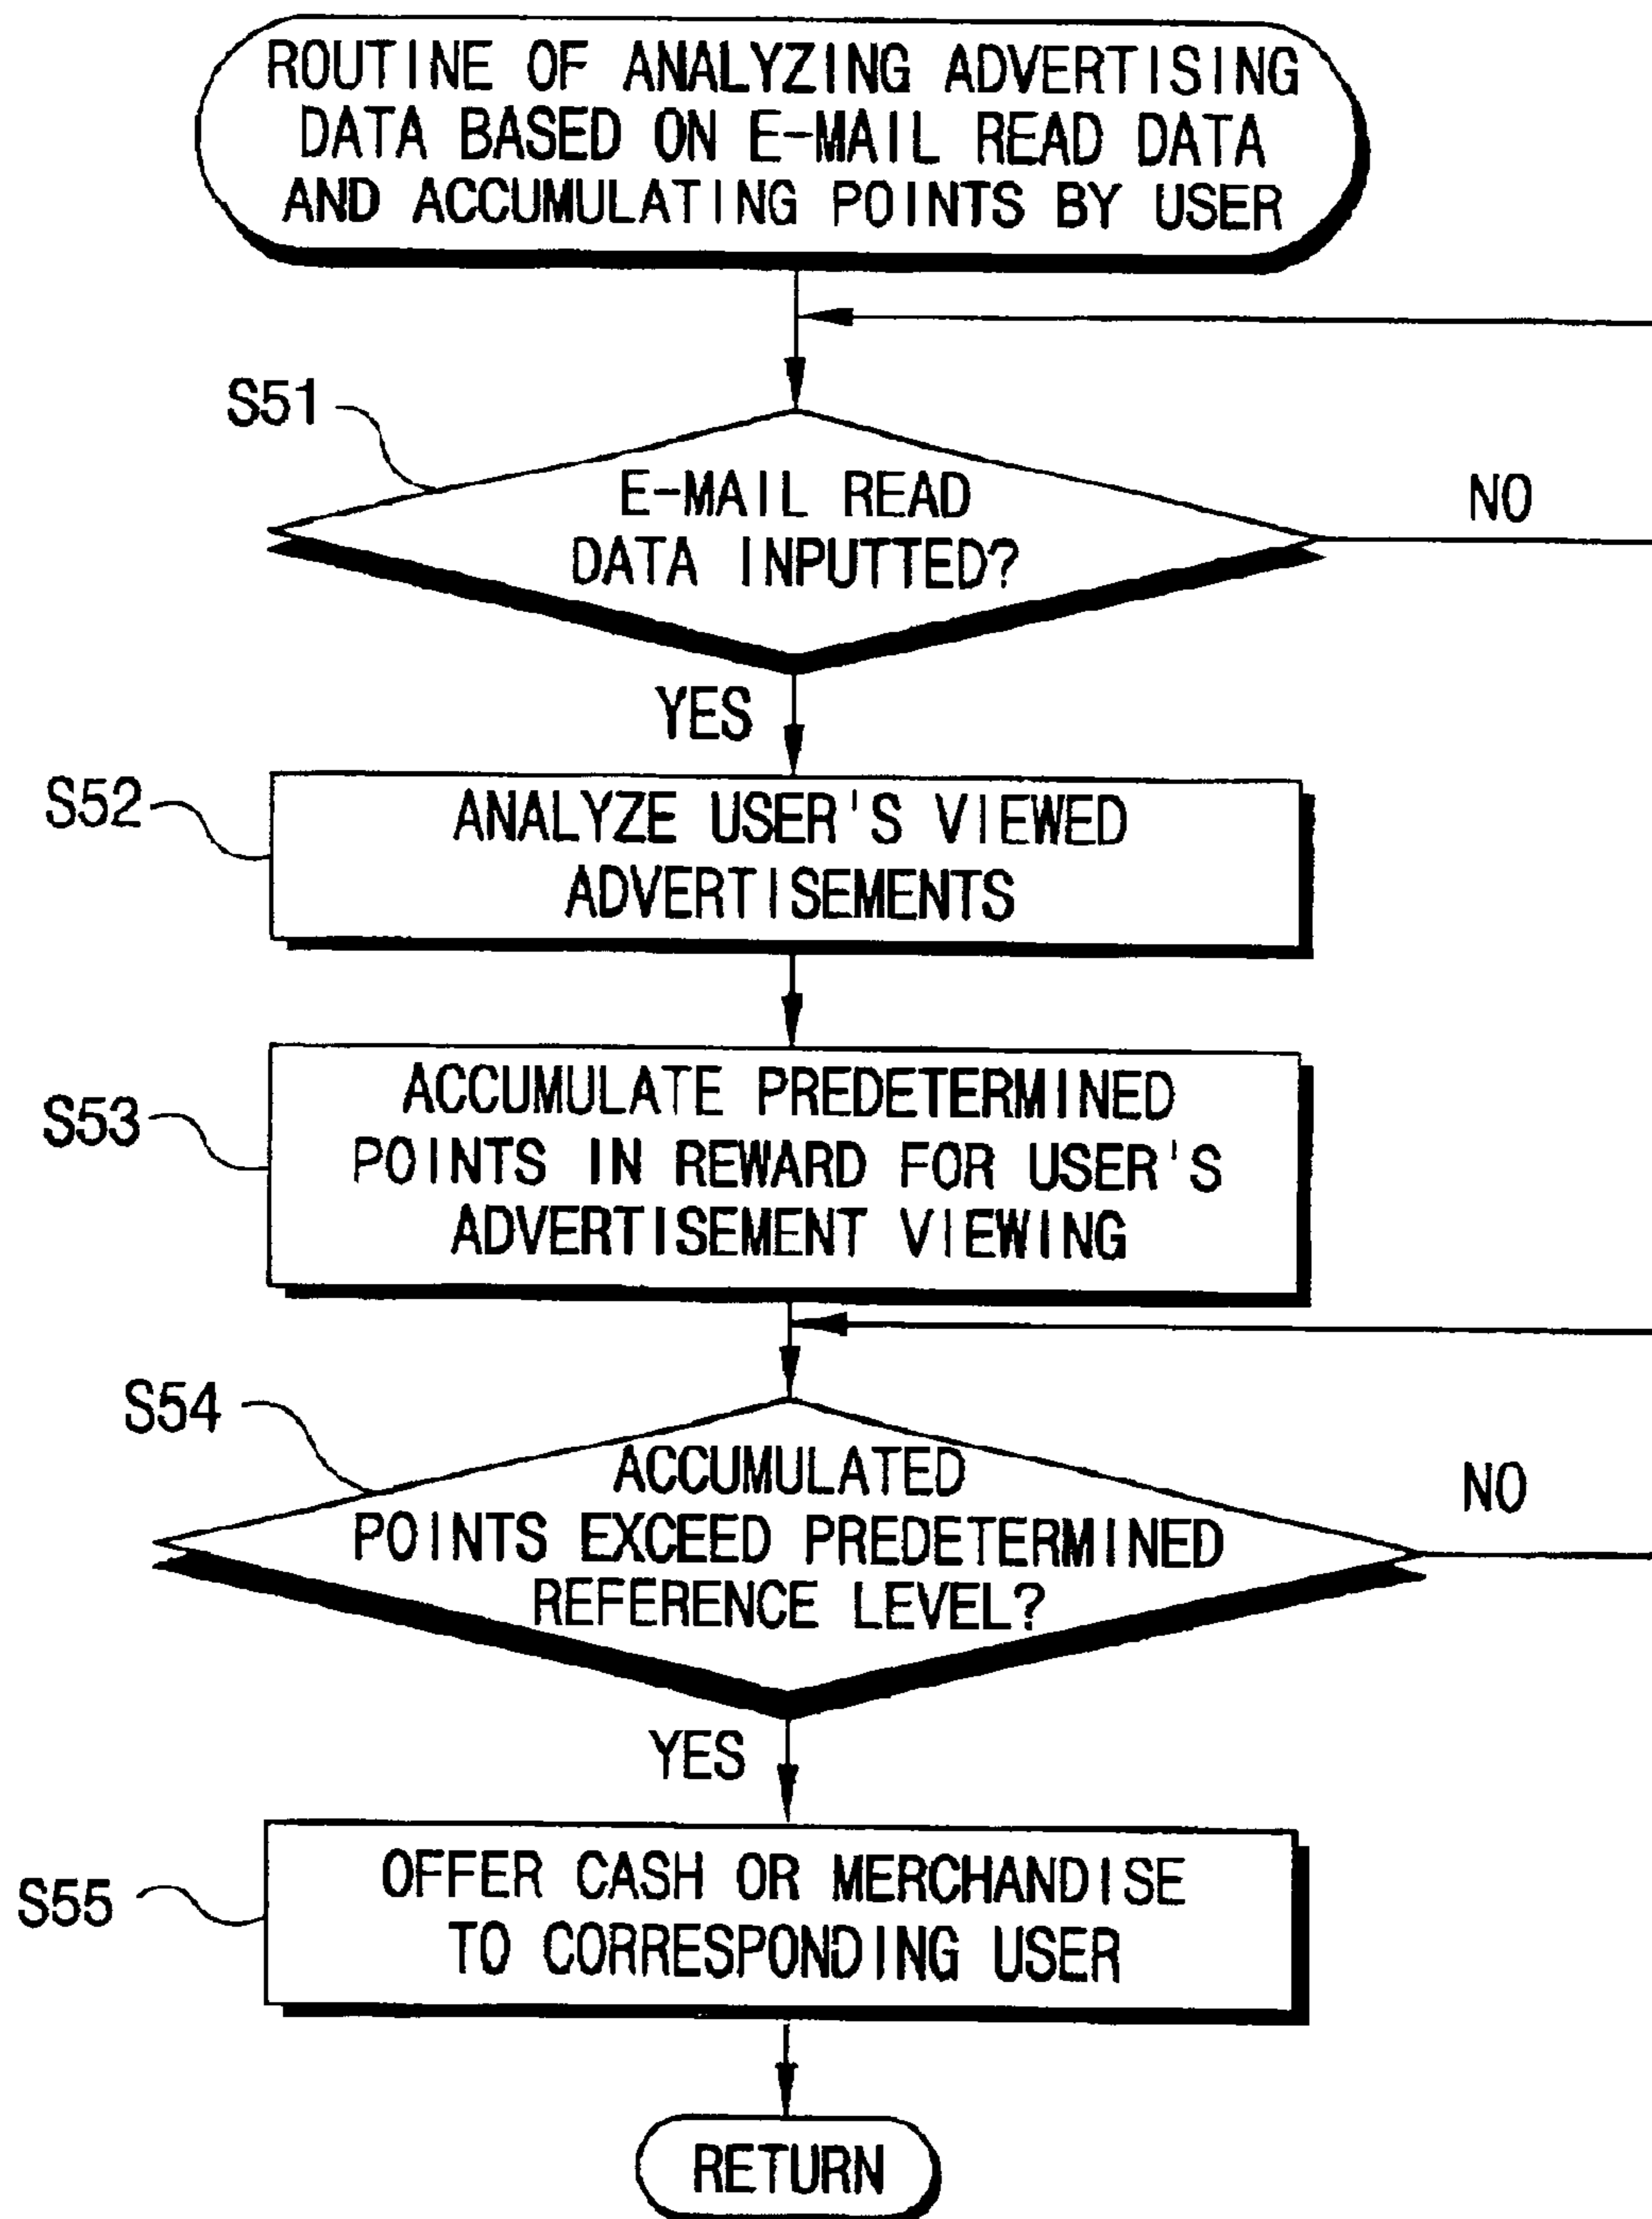 ROUTINE OF ANALYZING ADVERTISING
DATA BASED ON E-MAIL READ DATA
AND ACCUMULATING POINTS BY USER
S51
E-MAIL READ
DATA INPUTTED?
NO
YES
S52
ANALYZE USER'S VIEWED
ADVERTISEMENTS
S53
ACCUMULATE PREDETERMINED
POINTS IN REWARD FOR USER'S
ADVERTISEMENT VIEWING
S54
ACCUMULATED
POINTS EXCEED PREDETERMINED
REFERENCE LEVEL?
NO
YES
S55
OFFER CASH OR MERCHANDISE
TO CORRESPONDING USER
RETURN